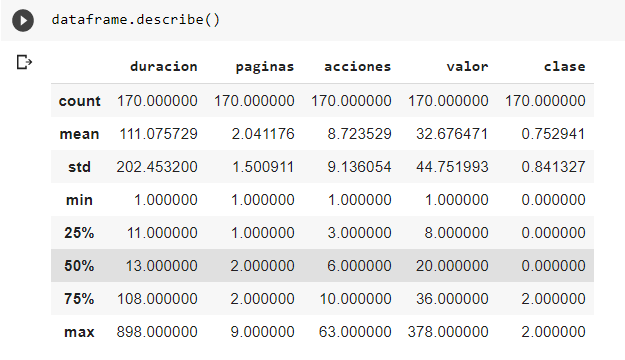 dataframe.describe()
duracion paginas acciones valor clase
count 170.000000 170.000000 170.000000 170.000000 170.000000
mean 111.075729 2.041176 8.723529 32.676471 0.752941
std 202.453200 1.500911 9.136054 44.751993 0.841327
min 1.000000 1.000000 1.000000 1.000000 0.000000
25% 11.000000 1.000000 3.000000 8.000000 0.000000
50% 13.000000 2.000000 6.000000 20.000000 0.000000
75% 108.000000 2.000000 10.000000 36.000000 2.000000
max 898.000000 9.000000 63.000000 378.000000 2.000000